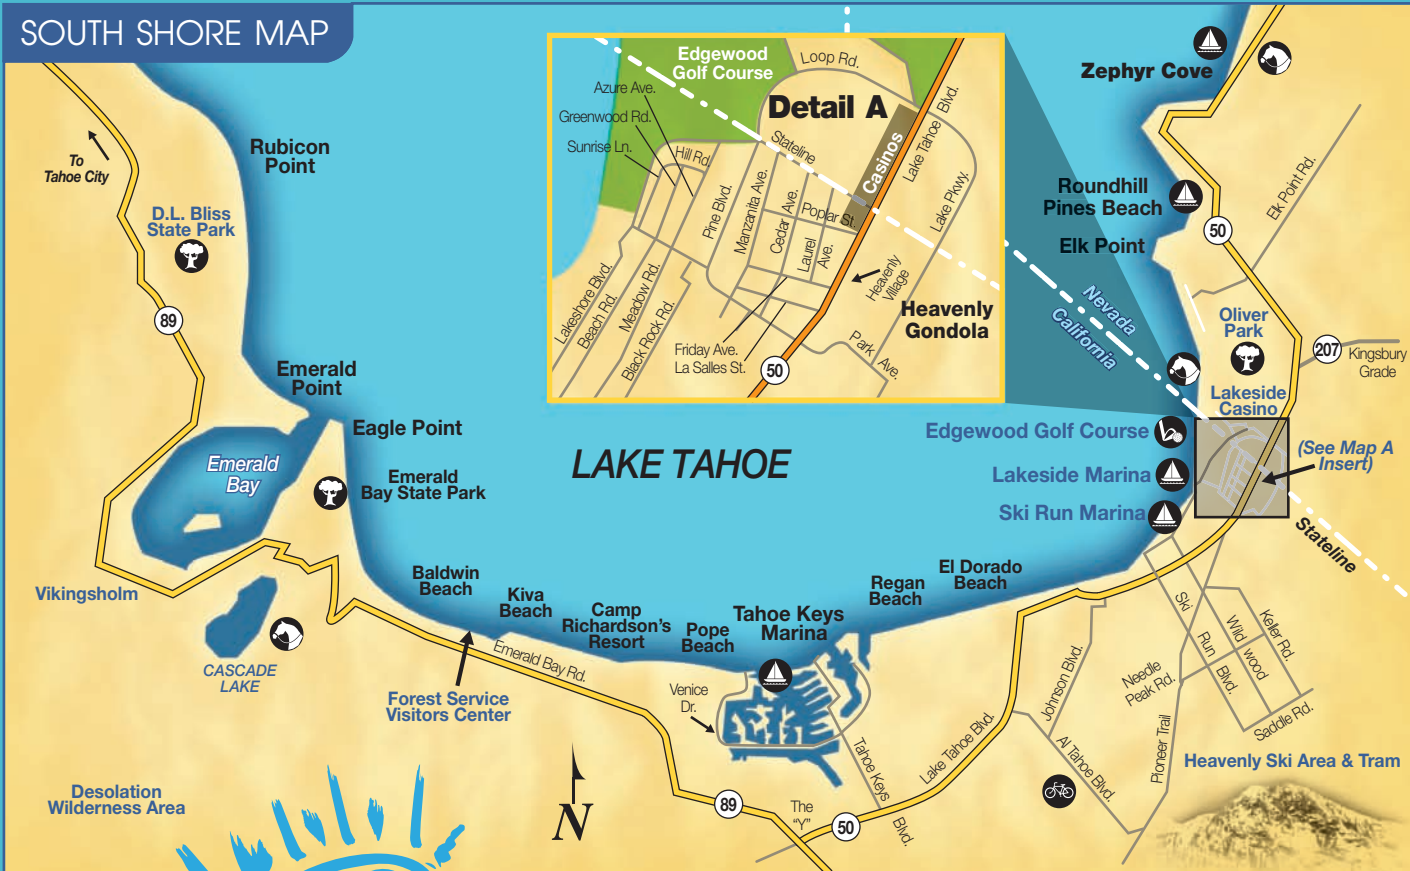 SOUTH SHORE MAP
To
Tahoe City
Rubicon
Point
D.L. Bliss
State Park
89
Emerald
Point
Eagle Point
Emerald
Bay
Emerald
Bay State Park
Vikingsholm
CASCADE
LAKE
Desolation
Wilderness Area
LAKE TAHOE
Baldwin
Beach
Kiva
Beach
Camp
Richardson's
Resort
Pope
Beach
Tahoe Keys
Marina
Regan
Beach
El Dorado
Beach
Emerald Bay Rd.
Forest Service
Visitors Center
Venice
Dr.
N
89
The
"Y"
50
Tahoe Keys
Blvd.
Lake Tahoe Blvd.
Johnson Blvd.
Al Tahoe Blvd.
Pioneer Trail
Needle
Peak Rd.
Ski
Run
Blvd.
Wild
wood
Keller Rd.
Saddle Rd.
Heavenly Ski Area & Tram
Edgewood
Golf Course
Loop Rd.
Azure Ave.
Greenwood Rd.
Sunrise Ln.
Hill Rd.
Detail A
Stateline
Casinos
Lake Tahoe
Blvd.
Lake Pkwy.
Pine Blvd.
Manzanita Ave.
Cedar Ave.
Poplar St.
Laurel
Ave.
Lakeshore Blvd.
Beach Rd.
Meadow Rd.
Black Rock Rd.
Friday Ave.
La Salles St.
50
Heavenly
Village
Heavenly
Gondola
Park Ave.
Zephyr Cove
Roundhill
Pines Beach
Elk Point
50
Elk Point Rd.
Nevada
California
Oliver
Park
207
Kingsbury
Grade
Lakeside
Casino
Edgewood Golf Course
Lakeside Marina
Ski Run Marina
(See Map A
Insert)
Stateline